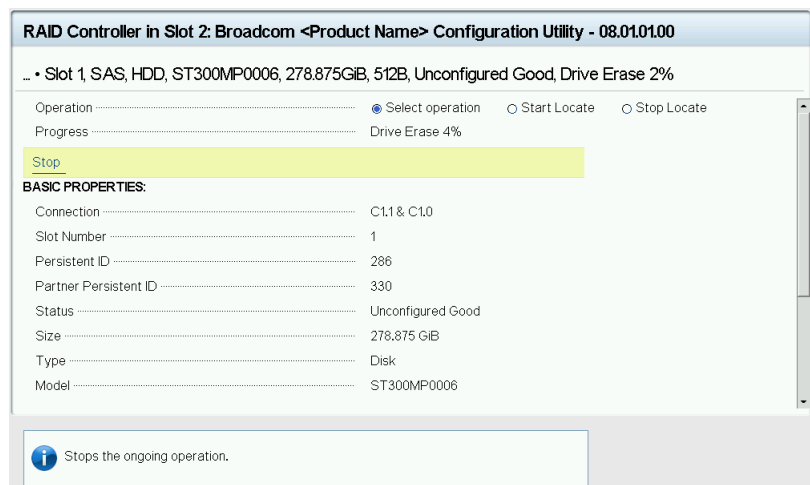 RAID Controller in Slot 2: Broadcom <Product Name> Configuration Utility - 08.01.01.00
... • Slot 1, SAS, HDD, ST300MP0006, 278.875GiB, 512B, Unconfigured Good, Drive Erase 2%
Operation Select operation Start Locate Stop Locate
Progress Drive Erase 4%
Stop
BASIC PROPERTIES:
Connection C1.1 & C1.0
Slot Number 1
Persistent ID 286
Partner Persistent ID 330
Status Unconfigured Good
Size 278.875 GiB
Type Disk
Model ST300MP0006
Stops the ongoing operation.